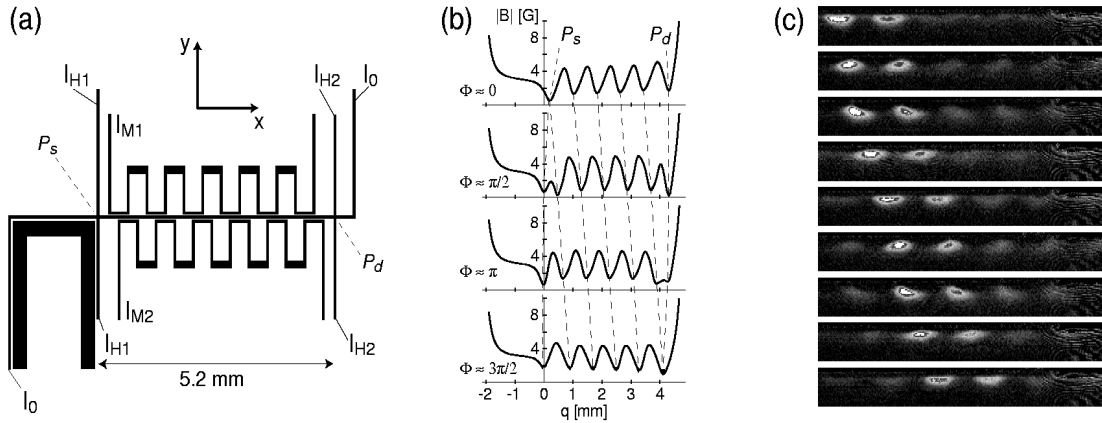 (a)
y
x
I_H1
I_M1
I_H2
I_0
P_s
P_d
I_M2
I_H1
I_H2
5.2 mm
I_0
(b)
|B| [G]
P_s
P_d
8
4
Φ≈ 0
8
4
Φ≈ π/2
8
4
Φ≈ π
8
4
Φ≈ 3π/2
-2 -1 0 1 2 3 4
q [mm]
(c)